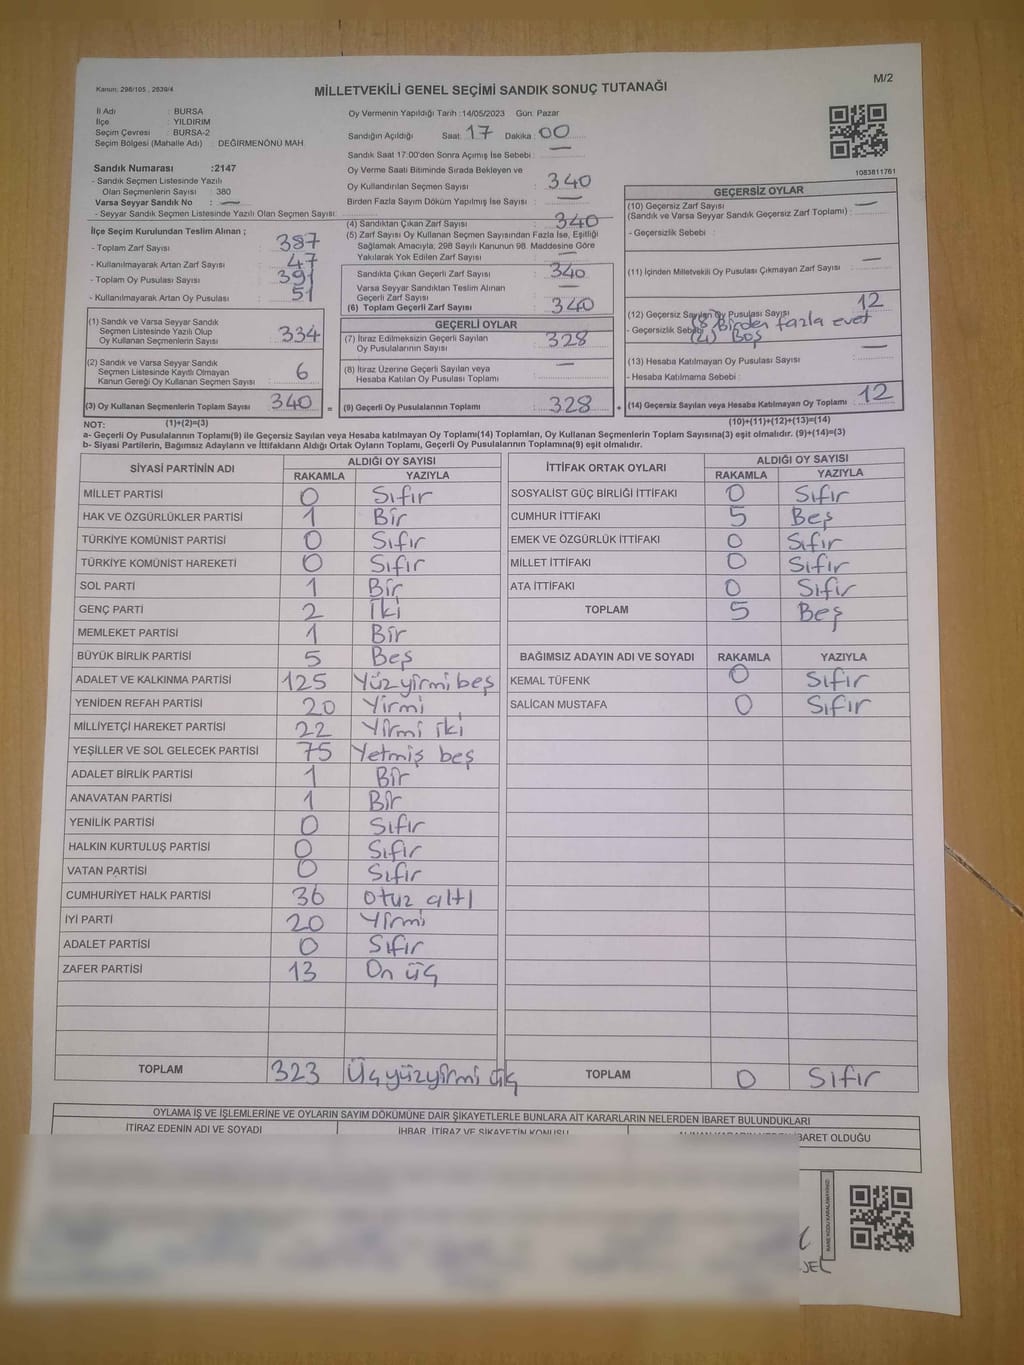 Kanun: 298/105 , 2839/4
MİLLETVEKİLİ GENEL SEÇİMİ SANDIK SONUÇ TUTANAĞI
M/2
İl Adı : BURSA
İlçe : YILDIRIM
Seçim Çevresi : BURSA-2
Seçim Bölgesi (Mahalle Adı) : DEĞİRMENÖNÜ MAH.
Sandık Numarası :2147
- Sandık Seçmen Listesinde Yazılı
Olan Seçmenlerin Sayısı : 380
Varsa Seyyar Sandık No : —
- Seyyar Sandık Seçmen Listesinde Yazılı Olan Seçmen Sayısı:
Oy Vermenin Yapıldığı Tarih :14/05/2023 Gün: Pazar
Sandığın Açıldığı Saat: 17 Dakika: 00
Sandık Saat 17:00'den Sonra Açımış İse Sebebi : —
Oy Verme Saati Bitiminde Sırada Bekleyen ve
Oy Kullandırılan Seçmen Sayısı : 340
Birden Fazla Sayım Döküm Yapılmış İse Sayısı : —
1083811761
İlçe Seçim Kurulundan Teslim Alınan ;
- Toplam Zarf Sayısı : 387
- Kullanılmayarak Artan Zarf Sayısı : 47
- Toplam Oy Pusulası Sayısı : 391
- Kullanılmayarak Artan Oy Pusulası : 51
(1) Sandık ve Varsa Seyyar Sandık
Seçmen Listesinde Yazılı Olup
Oy Kullanan Seçmenlerin Sayısı : 334
(2) Sandık ve Varsa Seyyar Sandık
Seçmen Listesinde Kayıtlı Olmayan
Kanun Gereği Oy Kullanan Seçmen Sayısı : 6
(3) Oy Kullanan Seçmenlerin Toplam Sayısı : 340
(4) Sandıktan Çıkan Zarf Sayısı : 340
(5) Zarf Sayısı Oy Kullanan Seçmen Sayısından Fazla İse, Eşitliği
Sağlamak Amacıyla; 298 Sayılı Kanunun 98. Maddesine Göre
Yakılarak Yok Edilen Zarf Sayısı : —
Sandıkta Çıkan Geçerli Zarf Sayısı : 340
Varsa Seyyar Sandıktan Teslim Alınan
Geçerli Zarf Sayısı : —
(6) Toplam Geçerli Zarf Sayısı : 340
GEÇERLİ OYLAR
(7) İtiraz Edilmeksizin Geçerli Sayılan
Oy Pusulalarının Sayısı : 328
(8) İtiraz Üzerine Geçerli Sayılan veya
Hesaba Katılan Oy Pusulası Toplamı : —
= (9) Geçerli Oy Pusulalarının Toplamı : 328 +
GEÇERSİZ OYLAR
(10) Geçersiz Zarf Sayısı
(Sandık ve Varsa Seyyar Sandık Geçersiz Zarf Toplamı) : —
- Geçersizlik Sebebi :
(11) İçinden Milletvekili Oy Pusulası Çıkmayan Zarf Sayısı : —
(12) Geçersiz Sayılan Oy Pusulası Sayısı : 12
- Geçersizlik Sebebi (8) Birden fazla evet
(4) Boş
(13) Hesaba Katılmayan Oy Pusulası Sayısı : —
- Hesaba Katılmama Sebebi :
(14) Geçersiz Sayılan veya Hesaba Katılmayan Oy Toplamı : 12
NOT: (1)+(2)=(3) (10)+(11)+(12)+(13)=(14)
a- Geçerli Oy Pusulalarının Toplamı(9) ile Geçersiz Sayılan veya Hesaba katılmayan Oy Toplamı(14) Toplamları, Oy Kullanan Seçmenlerin Toplam Sayısına(3) eşit olmalıdır. (9)+(14)=(3)
b- Siyasi Partilerin, Bağımsız Adayların ve İttifakların Aldığı Ortak Oyların Toplamı, Geçerli Oy Pusulalarının Toplamına(9) eşit olmalıdır.
SİYASİ PARTİNİN ADI ALDIĞI OY SAYISI
RAKAMLA YAZIYLA
MİLLET PARTİSİ 0 Sıfır
HAK VE ÖZGÜRLÜKLER PARTİSİ 1 Bir
TÜRKİYE KOMÜNİST PARTİSİ 0 Sıfır
TÜRKİYE KOMÜNİST HAREKETİ 0 Sıfır
SOL PARTİ 1 Bir
GENÇ PARTİ 2 İki
MEMLEKET PARTİSİ 1 Bir
BÜYÜK BİRLİK PARTİSİ 5 Beş
ADALET VE KALKINMA PARTİSİ 125 Yüzyirmi beş
YENİDEN REFAH PARTİSİ 20 Yirmi
MİLLİYETÇİ HAREKET PARTİSİ 22 Yirmi iki
YEŞİLLER VE SOL GELECEK PARTİSİ 75 Yetmiş beş
ADALET BİRLİK PARTİSİ 1 Bir
ANAVATAN PARTİSİ 1 Bir
YENİLİK PARTİSİ 0 Sıfır
HALKIN KURTULUŞ PARTİSİ 0 Sıfır
VATAN PARTİSİ 0 Sıfır
CUMHURİYET HALK PARTİSİ 36 Otuz altı
İYİ PARTİ 20 Yirmi
ADALET PARTİSİ 0 Sıfır
ZAFER PARTİSİ 13 On üç
TOPLAM 323 Üçyüzyirmi üç
İTTİFAK ORTAK OYLARI ALDIĞI OY SAYISI
RAKAMLA YAZIYLA
SOSYALİST GÜÇ BİRLİĞİ İTTİFAKI 0 Sıfır
CUMHUR İTTİFAKI 5 Beş
EMEK VE ÖZGÜRLÜK İTTİFAKI 0 Sıfır
MİLLET İTTİFAKI 0 Sıfır
ATA İTTİFAKI 0 Sıfır
TOPLAM 5 Beş
BAĞIMSIZ ADAYIN ADI VE SOYADI RAKAMLA YAZIYLA
KEMAL TÜFENK 0 Sıfır
SALİCAN MUSTAFA 0 Sıfır
TOPLAM 0 Sıfır
OYLAMA İŞ VE İŞLEMLERİNE VE OYLARIN SAYIM DÖKÜMÜNE DAİR ŞİKAYETLERLE BUNLARA AİT KARARLARIN NELERDEN İBARET BULUNDUKLARI
İTİRAZ EDENİN ADI VE SOYADI İHBAR, İTİRAZ VE ŞİKAYETİN KONUSU İBARET OLDUĞU